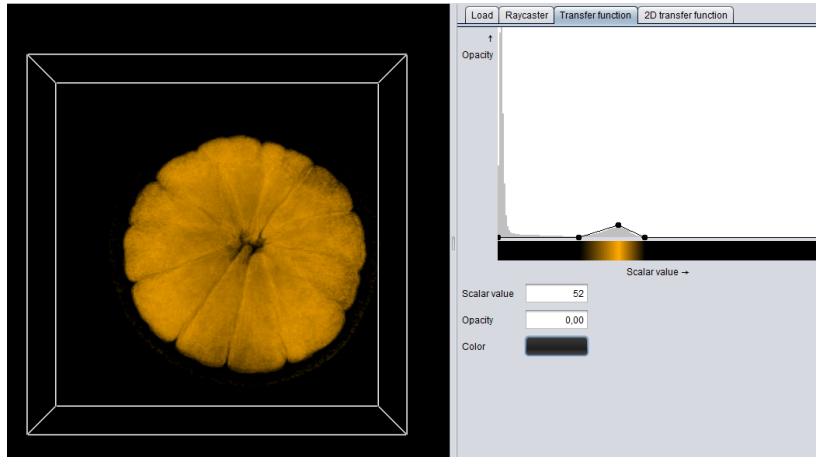 Load Raycaster Transfer function 2D transfer function
↑
Opacity
Scalar value →
Scalar value 52
Opacity 0,00
Color